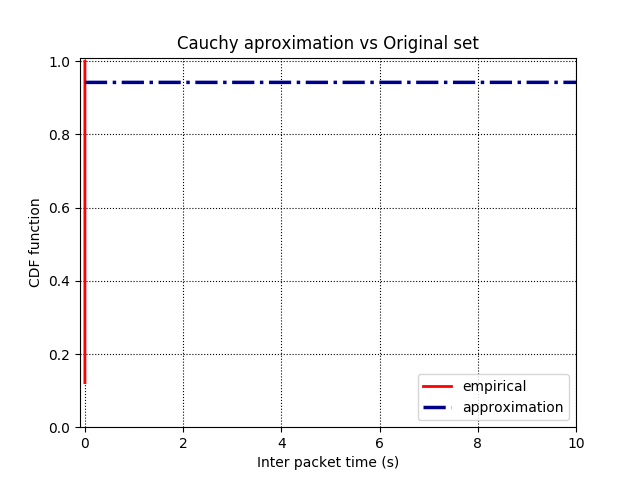 Cauchy aproximation vs Original set
1.0
0.8
0.6
0.4
0.2
0.0
CDF function
empirical
approximation
0 2 4 6 8 10
Inter packet time (s)